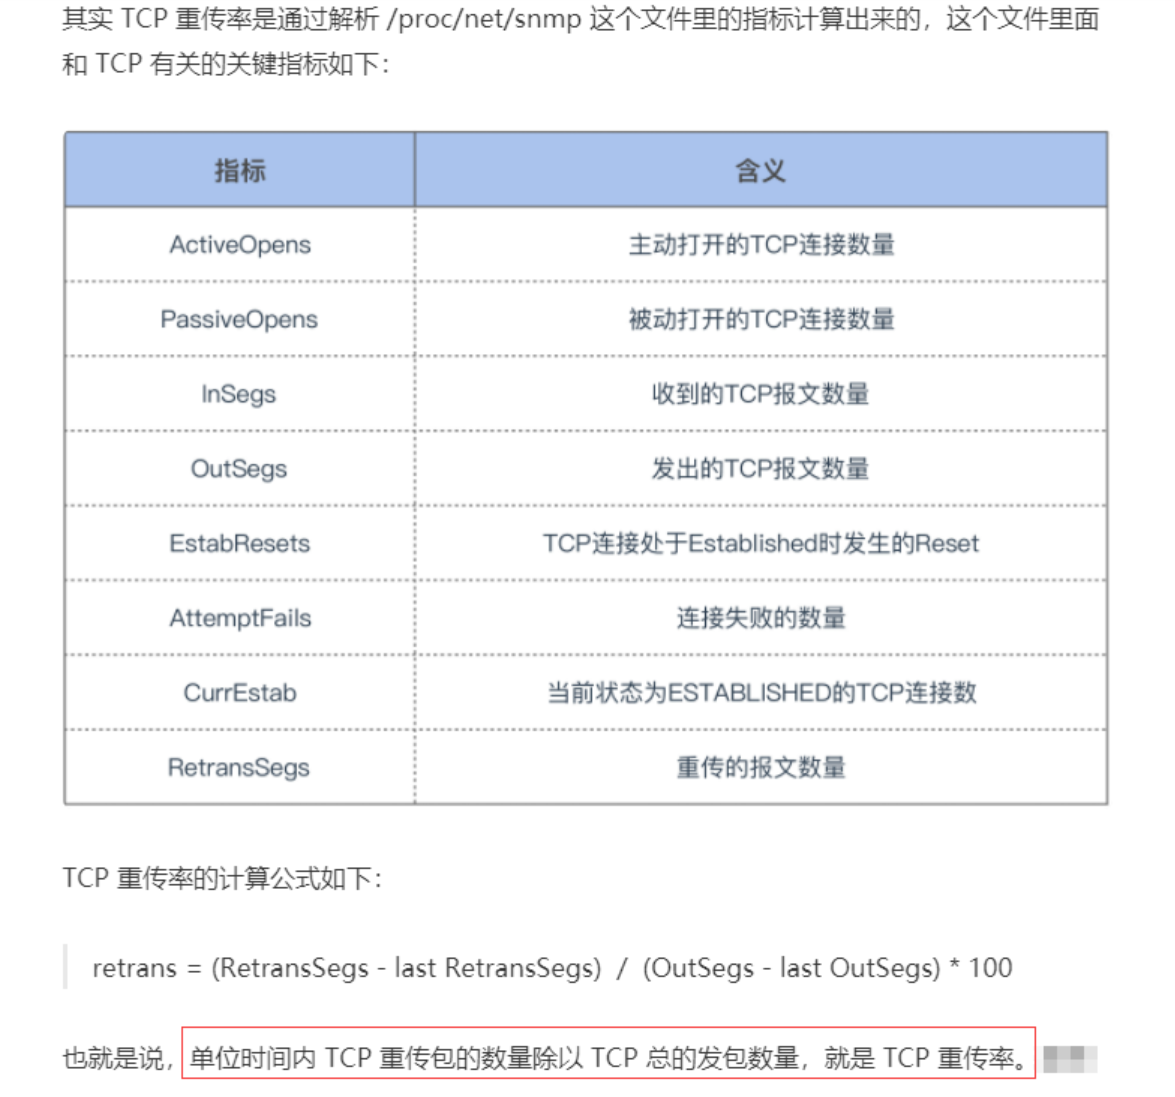 其实 TCP 重传率是通过解析 /proc/net/snmp 这个文件里的指标计算出来的，这个文件里面
和 TCP 有关的关键指标如下：
指标 含义
ActiveOpens 主动打开的TCP连接数量
PassiveOpens 被动打开的TCP连接数量
InSegs 收到的TCP报文数量
OutSegs 发出的TCP报文数量
EstabResets TCP连接处于Established时发生的Reset
AttemptFails 连接失败的数量
CurrEstab 当前状态为ESTABLISHED的TCP连接数
RetransSegs 重传的报文数量
TCP 重传率的计算公式如下：
retrans = (RetransSegs - last RetransSegs) / (OutSegs - last OutSegs) * 100
也就是说，单位时间内 TCP 重传包的数量除以 TCP 总的发包数量，就是 TCP 重传率。